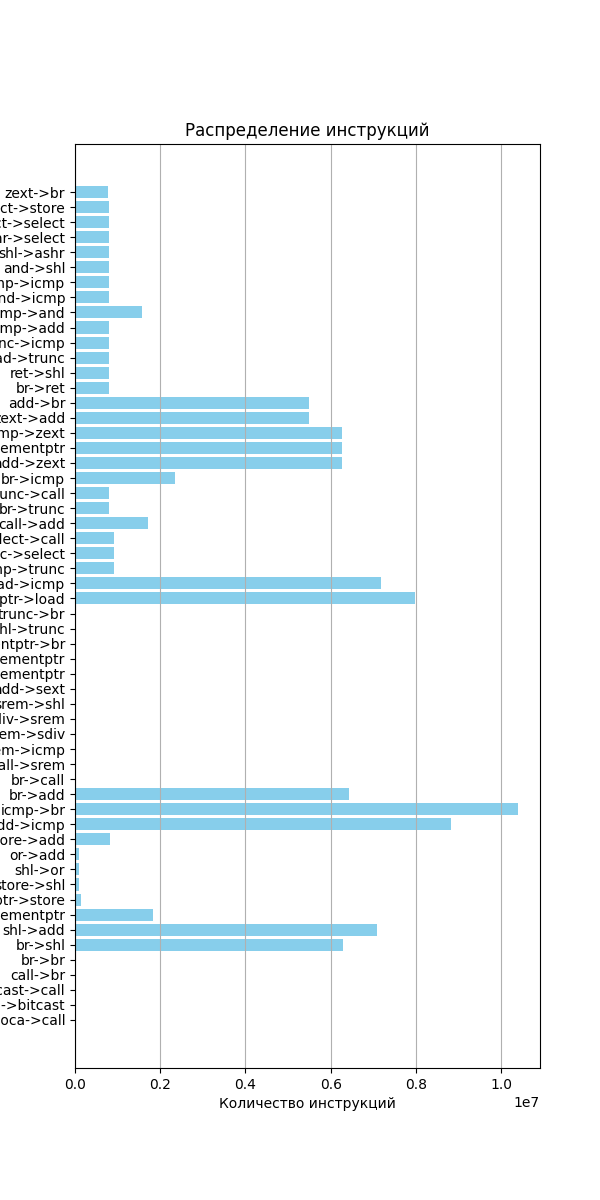 Распределение инструкций
zext->br
ct->store
ct->select
hr->select
shl->ashr
and->shl
mp->icmp
nd->icmp
mp->and
mp->add
nc->icmp
ad->trunc
ret->shl
br->ret
add->br
zext->add
mp->zext
ementptr
add->zext
br->icmp
unc->call
br->trunc
call->add
lect->call
c->select
mp->trunc
ad->icmp
ptr->load
trunc->br
hl->trunc
ntptr->br
ementptr
ementptr
add->sext
srem->shl
div->srem
em->sdiv
em->icmp
all->srem
br->call
br->add
icmp->br
dd->icmp
ore->add
or->add
shl->or
store->shl
ptr->store
ementptr
shl->add
br->shl
br->br
call->br
cast->call
->bitcast
oca->call
0.0 0.2 0.4 0.6 0.8 1.0
1e7
Количество инструкций